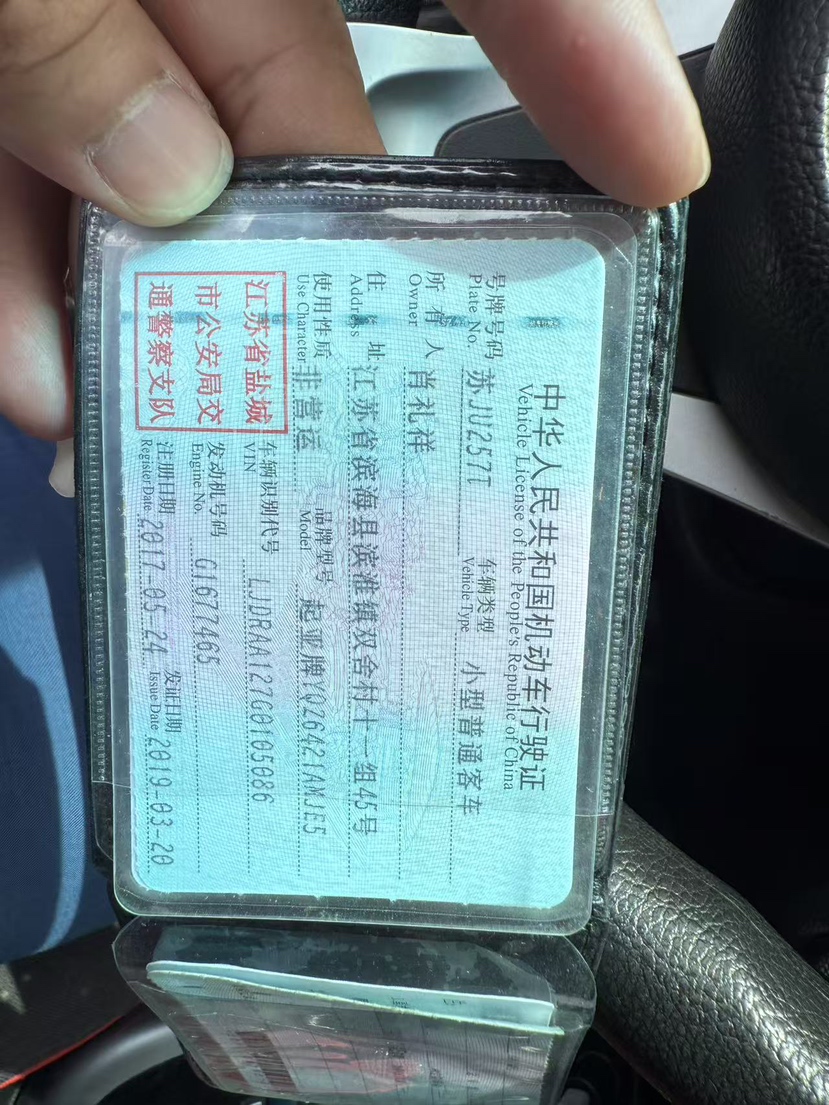 中华人民共和国机动车行驶证
Vehicle License of the People's Republic of China
号牌号码 苏JU257T 车辆类型 小型普通客车
Plate No. Vehicle Type
所有人 肖礼祥
Owner
住址 江苏省滨海县滨淮镇双舍村十一组45号
Address
使用性质 非营运 品牌型号 起亚牌YQZ6421AMJE5
Use Character Model
江苏省盐城
市公安局交
通警察支队
车辆识别代号 LJDRAA127G0105086
VIN
发动机号码 G1677465
Engine No.
注册日期 2017-05-24 发证日期 2019-03-20
Register Date Issue Date